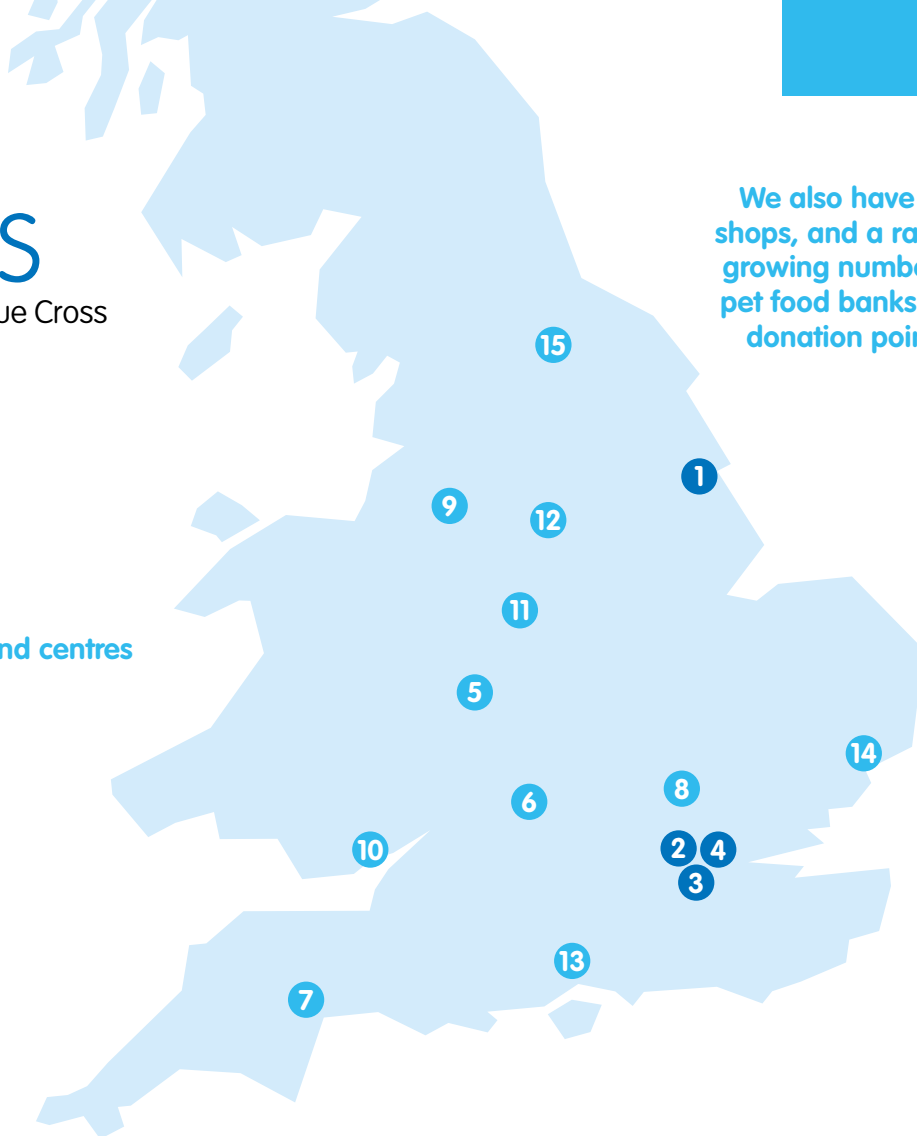 We also have
shops, and a ra
growing numbe
pet food banks
donation poin
S
ue Cross
15
1
9
12
11
nd centres
5
14
8
6
2
4
10
3
13
7